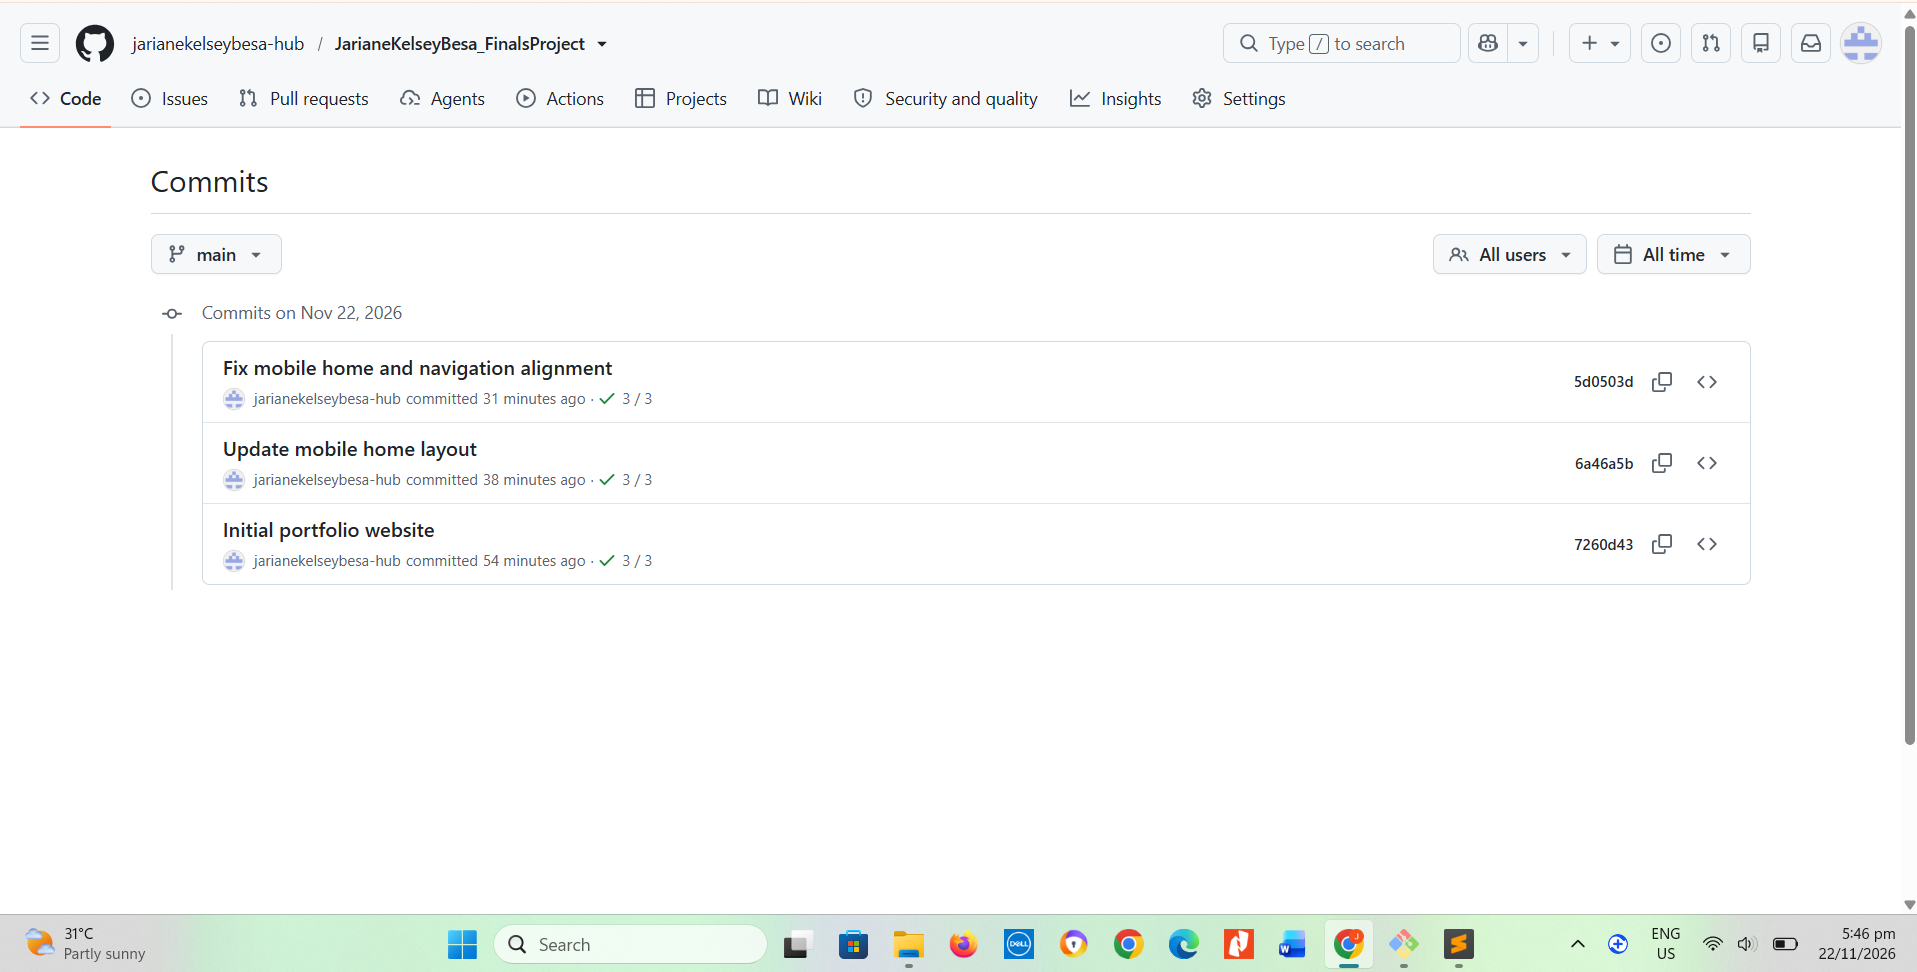 jarianekelseybesa-hub / JarianeKelseyBesa_FinalsProject
Type / to search
Code Issues Pull requests Agents Actions Projects Wiki Security and quality Insights Settings
Commits
main All users All time
Commits on Nov 22, 2026
Fix mobile home and navigation alignment
jarianekelseybesa-hub committed 31 minutes ago · 3 / 3
5d0503d
Update mobile home layout
jarianekelseybesa-hub committed 38 minutes ago · 3 / 3
6a46a5b
Initial portfolio website
jarianekelseybesa-hub committed 54 minutes ago · 3 / 3
7260d43
31°C
Partly sunny
Search
DELL
W
J
ENG
US
5:46 pm
22/11/2026